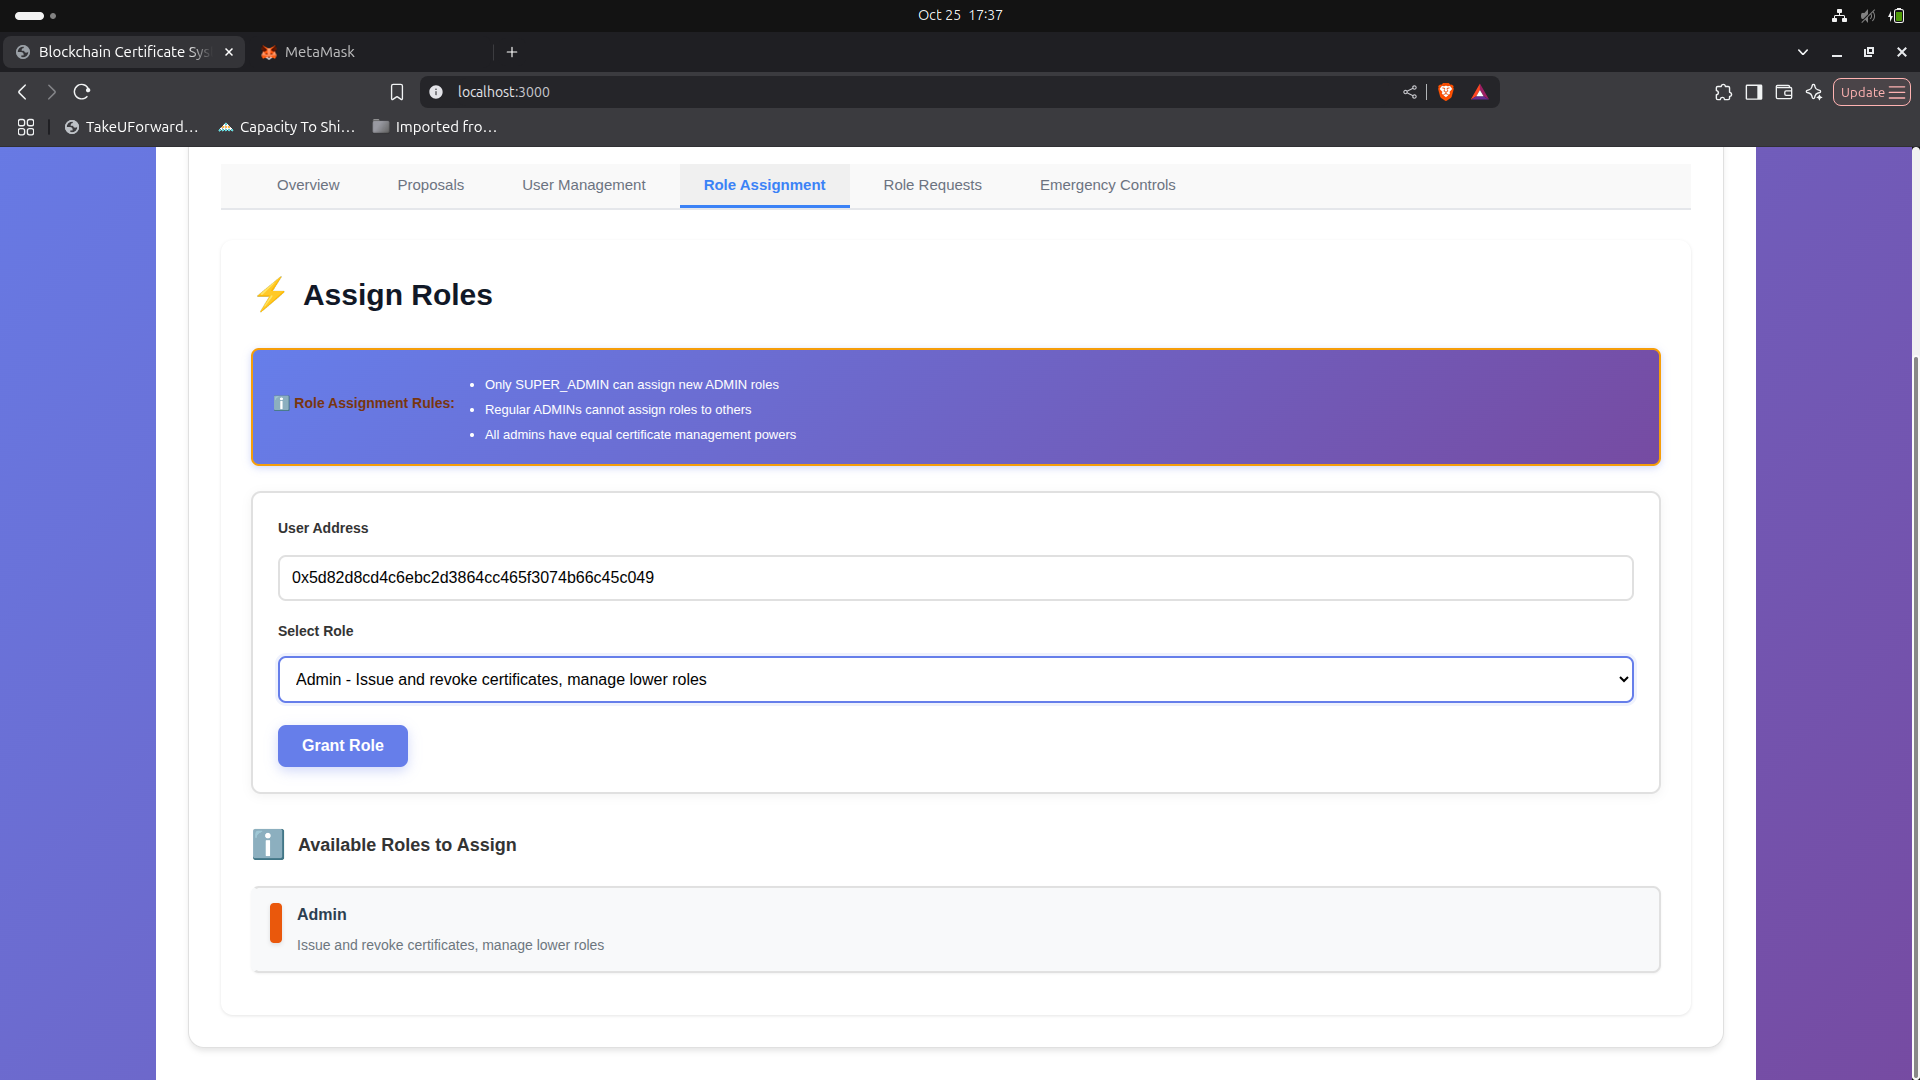 Oct 25 17:37
Blockchain Certificate Sys
MetaMask
localhost:3000
Update
TakeUForward...
Capacity To Shi...
Imported fro...
Overview
Proposals
User Management
Role Assignment
Role Requests
Emergency Controls
Assign Roles
Role Assignment Rules:
• Only SUPER_ADMIN can assign new ADMIN roles
• Regular ADMINs cannot assign roles to others
• All admins have equal certificate management powers
User Address
0x5d82d8cd4c6ebc2d3864cc465f3074b66c45c049
Select Role
Admin - Issue and revoke certificates, manage lower roles
Grant Role
Available Roles to Assign
Admin
Issue and revoke certificates, manage lower roles